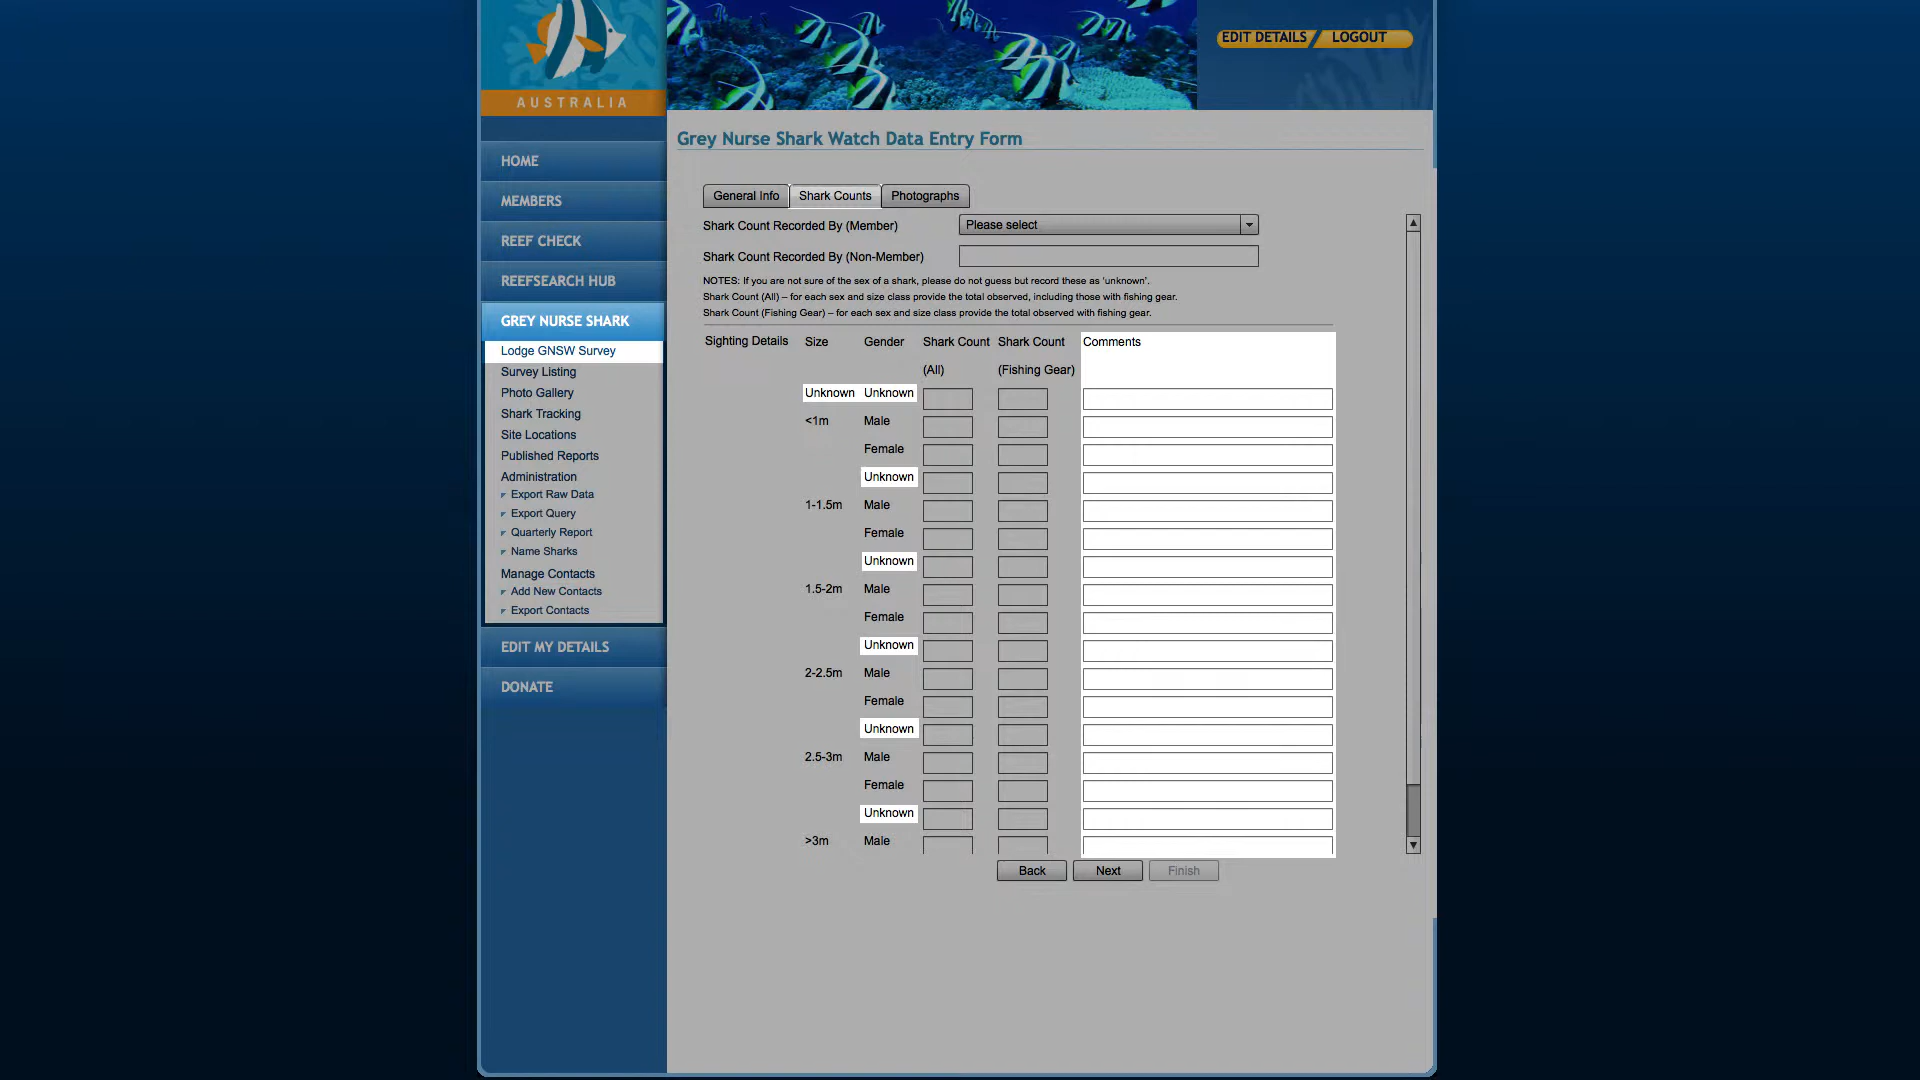 EDIT DETAILS LOGOUT
AUSTRALIA
Grey Nurse Shark Watch Data Entry Form
HOME
MEMBERS
REEF CHECK
REEFSEARCH HUB
GREY NURSE SHARK
Lodge GNSW Survey
Survey Listing
Photo Gallery
Shark Tracking
Site Locations
Published Reports
Administration
Export Raw Data
Export Query
Quarterly Report
Name Sharks
Manage Contacts
Add New Contacts
Export Contacts
EDIT MY DETAILS
DONATE
General Info Shark Counts Photographs
Shark Count Recorded By (Member) Please select
Shark Count Recorded By (Non-Member)
NOTES: If you are not sure of the sex of a shark, please do not guess but record these as ‘unknown’.
Shark Count (All) – for each sex and size class provide the total observed, including those with fishing gear.
Shark Count (Fishing Gear) – for each sex and size class provide the total observed with fishing gear.
Sighting Details Size Gender Shark Count Shark Count Comments
(All) (Fishing Gear)
Unknown Unknown
<1m Male
Female
Unknown
1-1.5m Male
Female
Unknown
1.5-2m Male
Female
Unknown
2-2.5m Male
Female
Unknown
2.5-3m Male
Female
Unknown
>3m Male
Back Next Finish